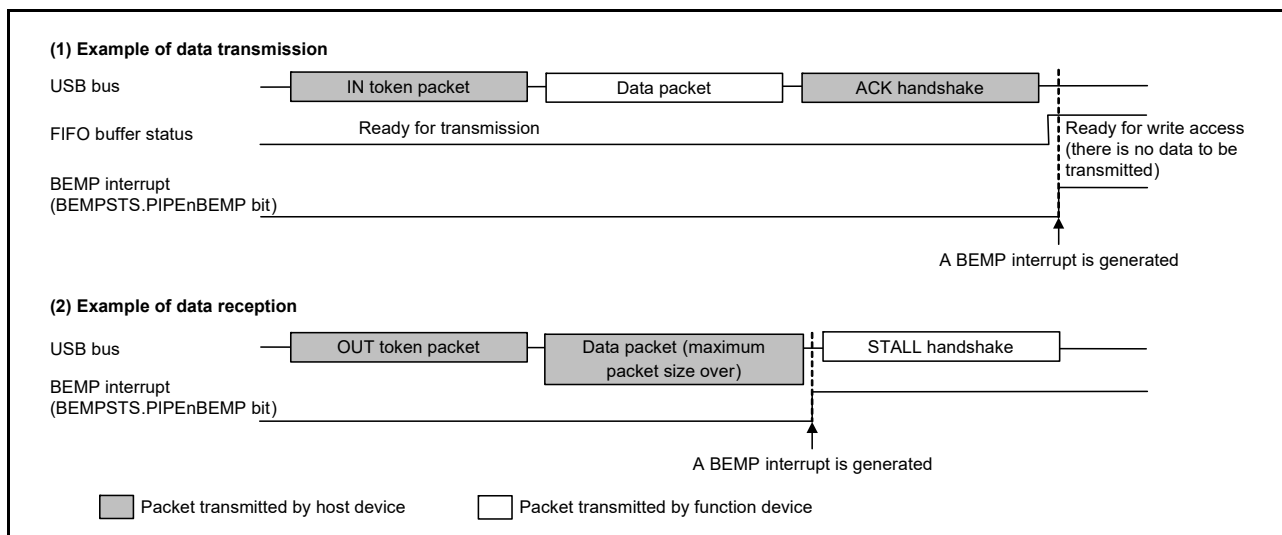 (1) Example of data transmission
USB bus
IN token packet
Data packet
ACK handshake
FIFO buffer status
Ready for transmission
Ready for write access
(there is no data to be
transmitted)
BEMP interrupt
(BEMPSTS.PIPEnBEMP bit)
A BEMP interrupt is generated
(2) Example of data reception
USB bus
OUT token packet
Data packet (maximum
packet size over)
STALL handshake
BEMP interrupt
(BEMPSTS.PIPEnBEMP bit)
A BEMP interrupt is generated
Packet transmitted by host device
Packet transmitted by function device